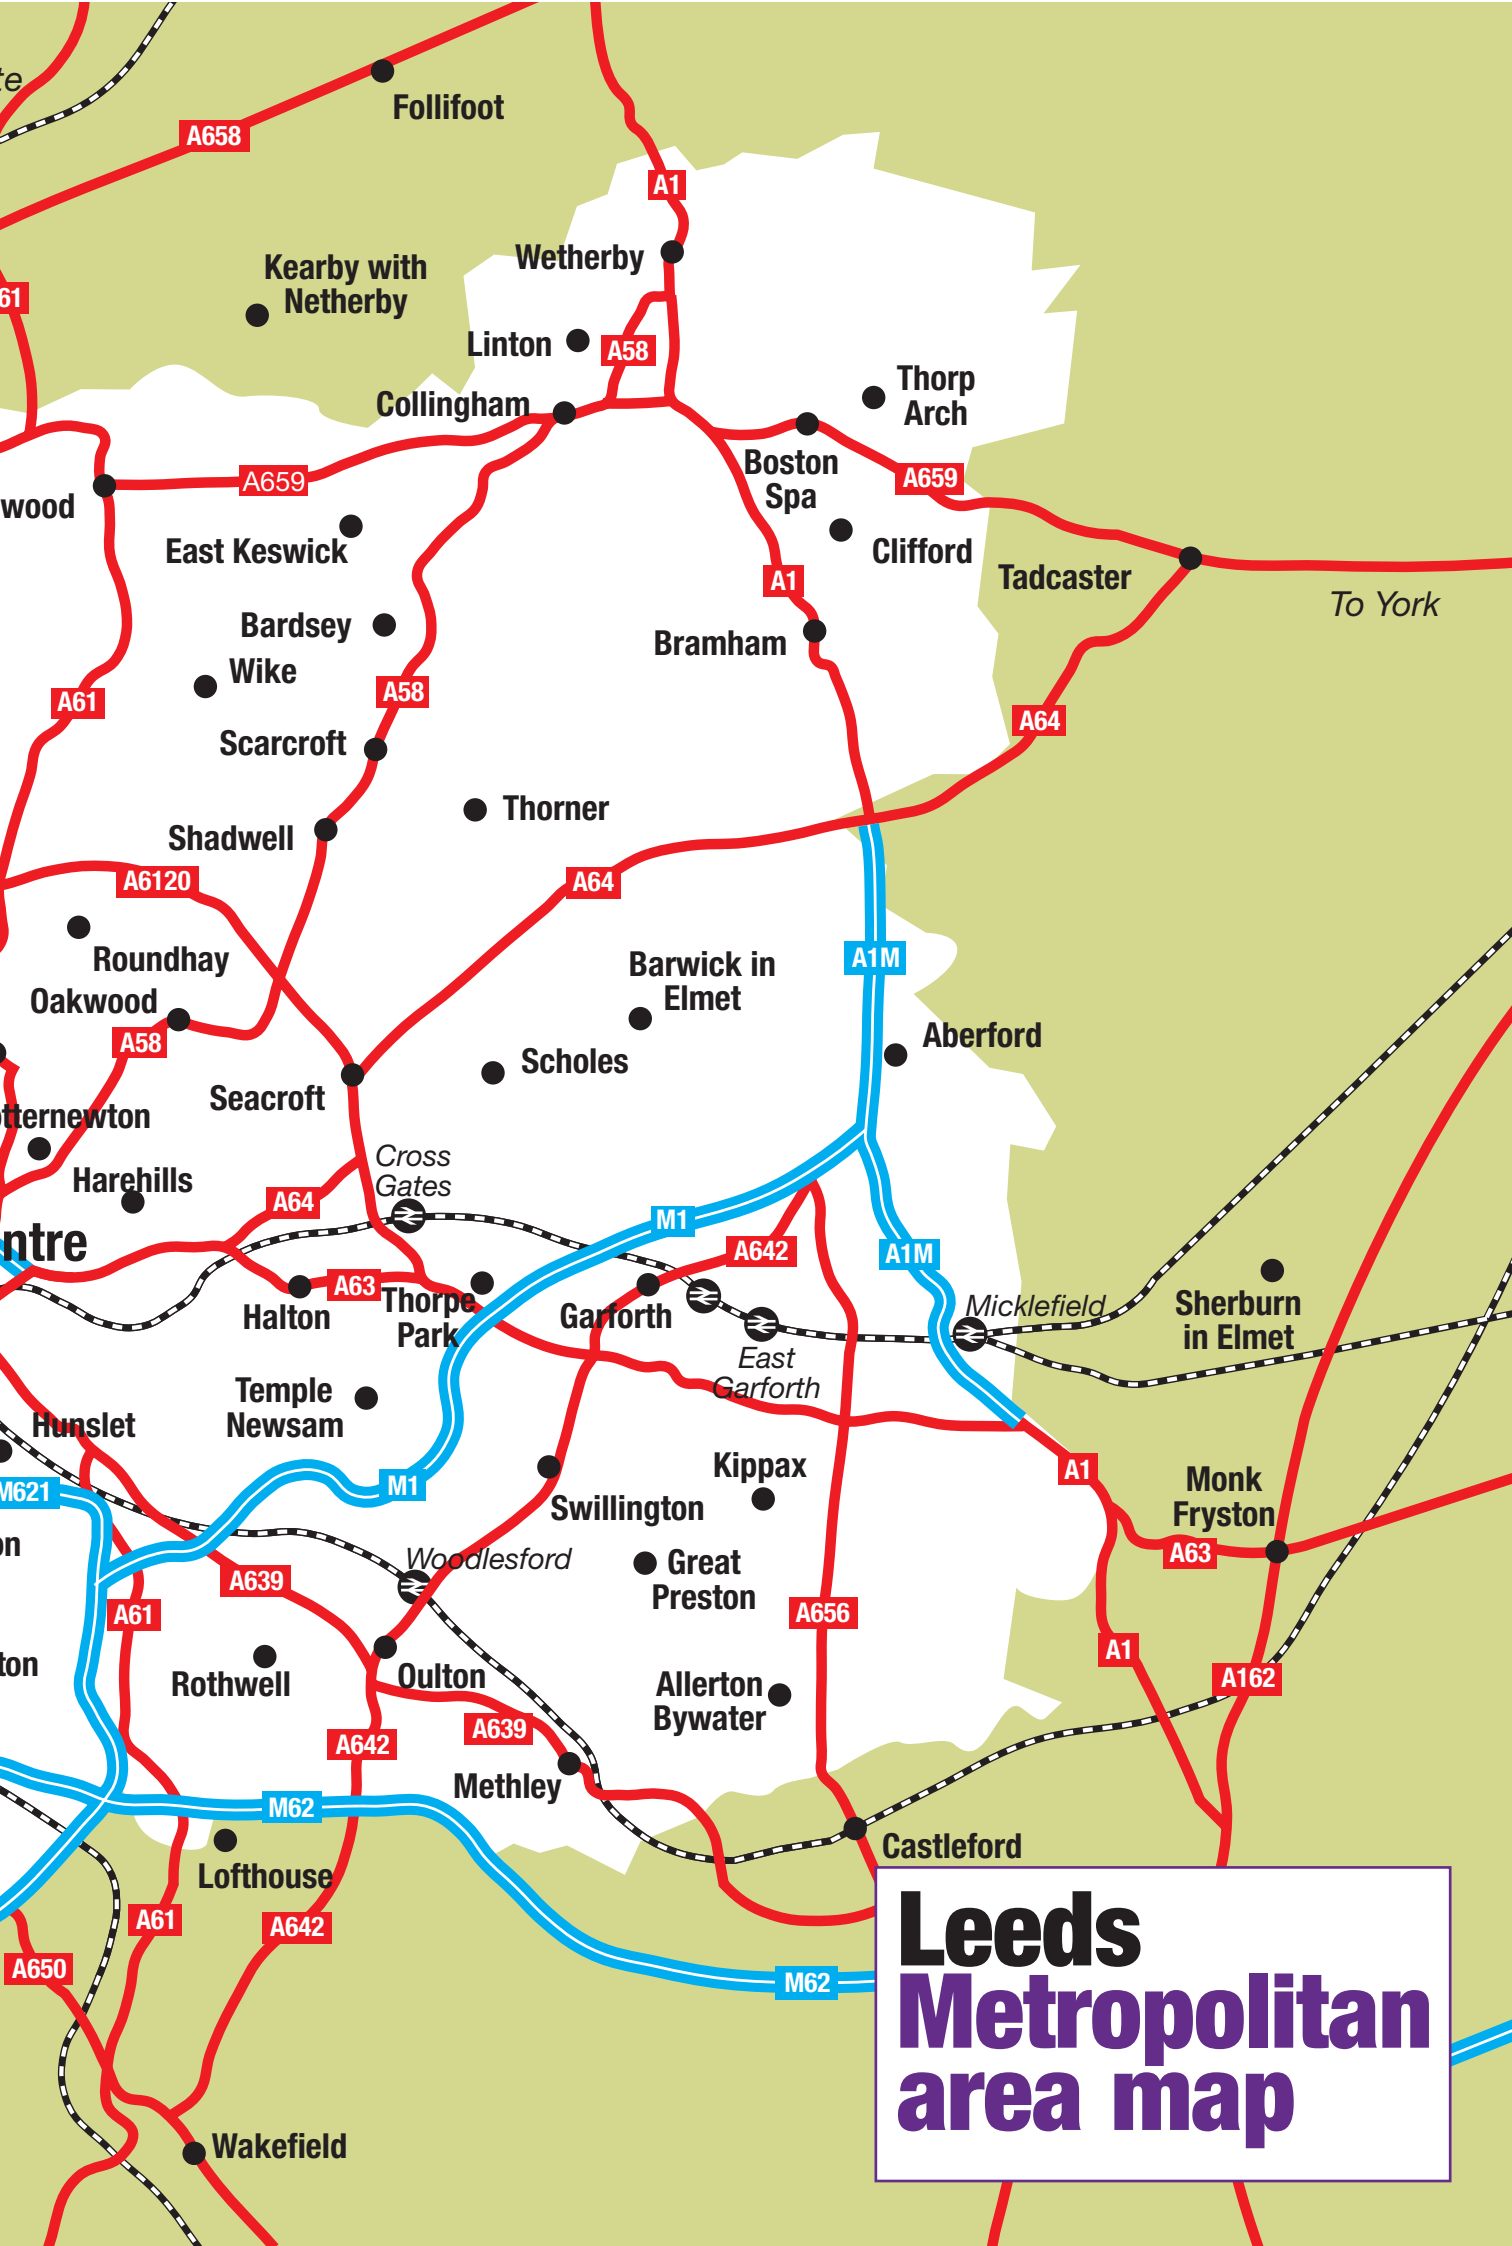 te
Follifoot
A658
A1
Wetherby
Kearby with
Netherby
61
Linton
A58
Thorp
Arch
Collingham
Boston
Spa
A659
A659
wood
East Keswick
Clifford
Tadcaster
To York
A1
Bardsey
Bramham
Wike
A61
A58
A64
Scarcroft
Thorner
Shadwell
A6120
A64
Roundhay
Barwick in
Elmet
A1M
Oakwood
A58
Aberford
Scholes
Seacroft
otternewton
Cross
Gates
Harehills
A64
M1
ntre
A642
A1M
A63
Thorpe
Park
Halton
Garforth
Micklefield
Sherburn
in Elmet
East
Garforth
Temple
Newsam
Hunslet
M1
M621
Kippax
A1
Monk
Fryston
Swillington
on
Woodlesford
Great
Preston
A63
A639
A61
A656
A1
ton
Rothwell
Oulton
Allerton
Bywater
A162
A639
A642
Methley
M62
Castleford
Lofthouse
A61
A642
A650
M62
Leeds
Metropolitan
area map
Wakefield